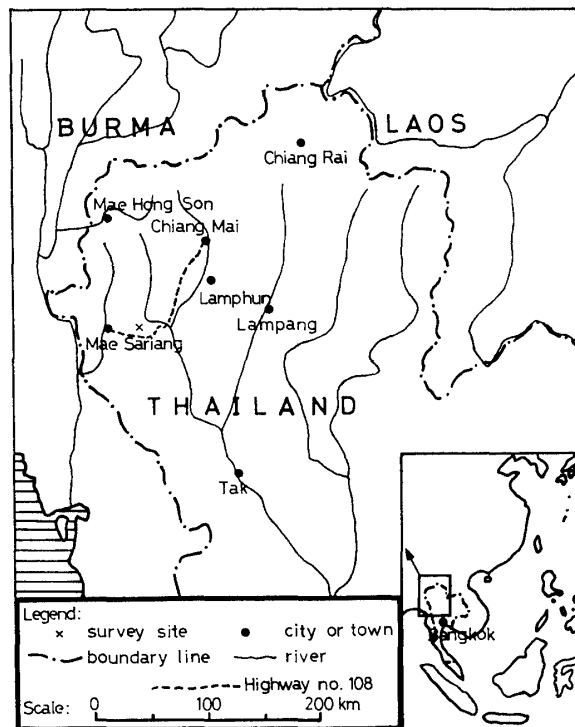 BURMA
LAOS
Chiang Rai
Mae Hong Son
Chiang Mai
Lamphun
Lampang
Mae Sariang
THAILAND
Tak
Bangkok
Legend:
× survey site
city or town
boundary line
river
Highway no. 108
Scale: 0 100 200 km